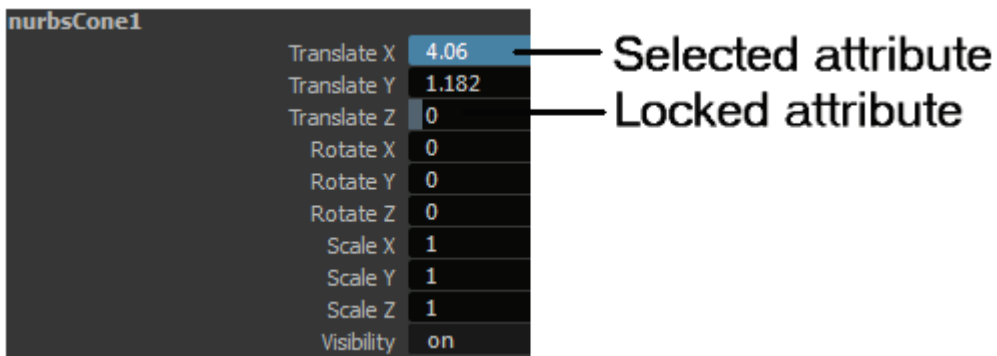 nurbsCone1
Translate X 4.06 Selected attribute
Translate Y 1.182
Translate Z 0 Locked attribute
Rotate X 0
Rotate Y 0
Rotate Z 0
Scale X 1
Scale Y 1
Scale Z 1
Visibility on